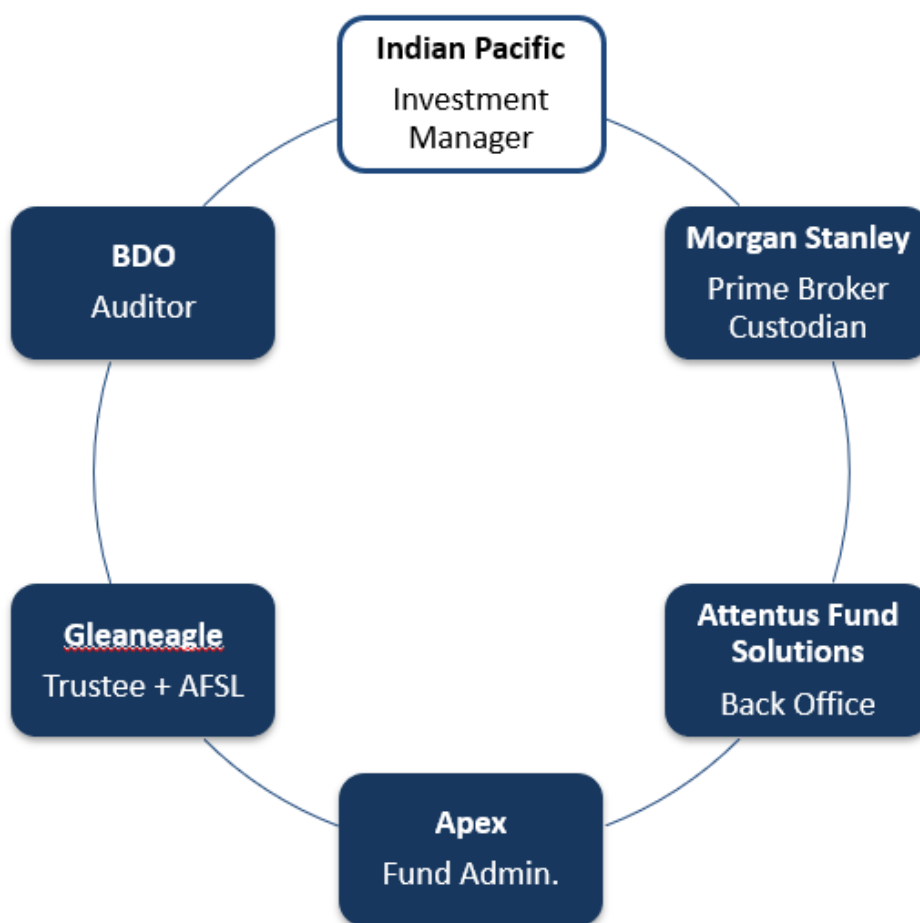 Indian Pacific
Investment
Manager
Morgan Stanley
Prime Broker
Custodian
Attentus Fund
Solutions
Back Office
Apex
Fund Admin.
Gleaneagle
Trustee + AFSL
BDO
Auditor